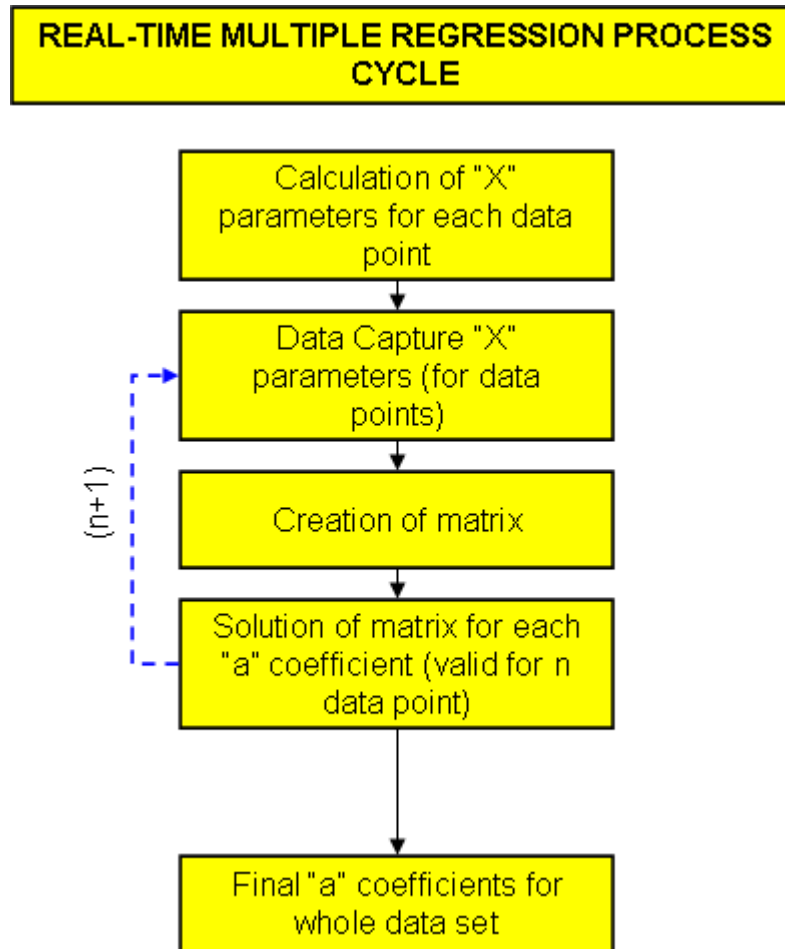 REAL-TIME MULTIPLE REGRESSION PROCESS
CYCLE
Calculation of "X"
parameters for each data
point
Data Capture "X"
parameters (for data
points)
(n+1)
Creation of matrix
Solution of matrix for each
"a" coefficient (valid for n
data point)
Final "a" coefficients for
whole data set